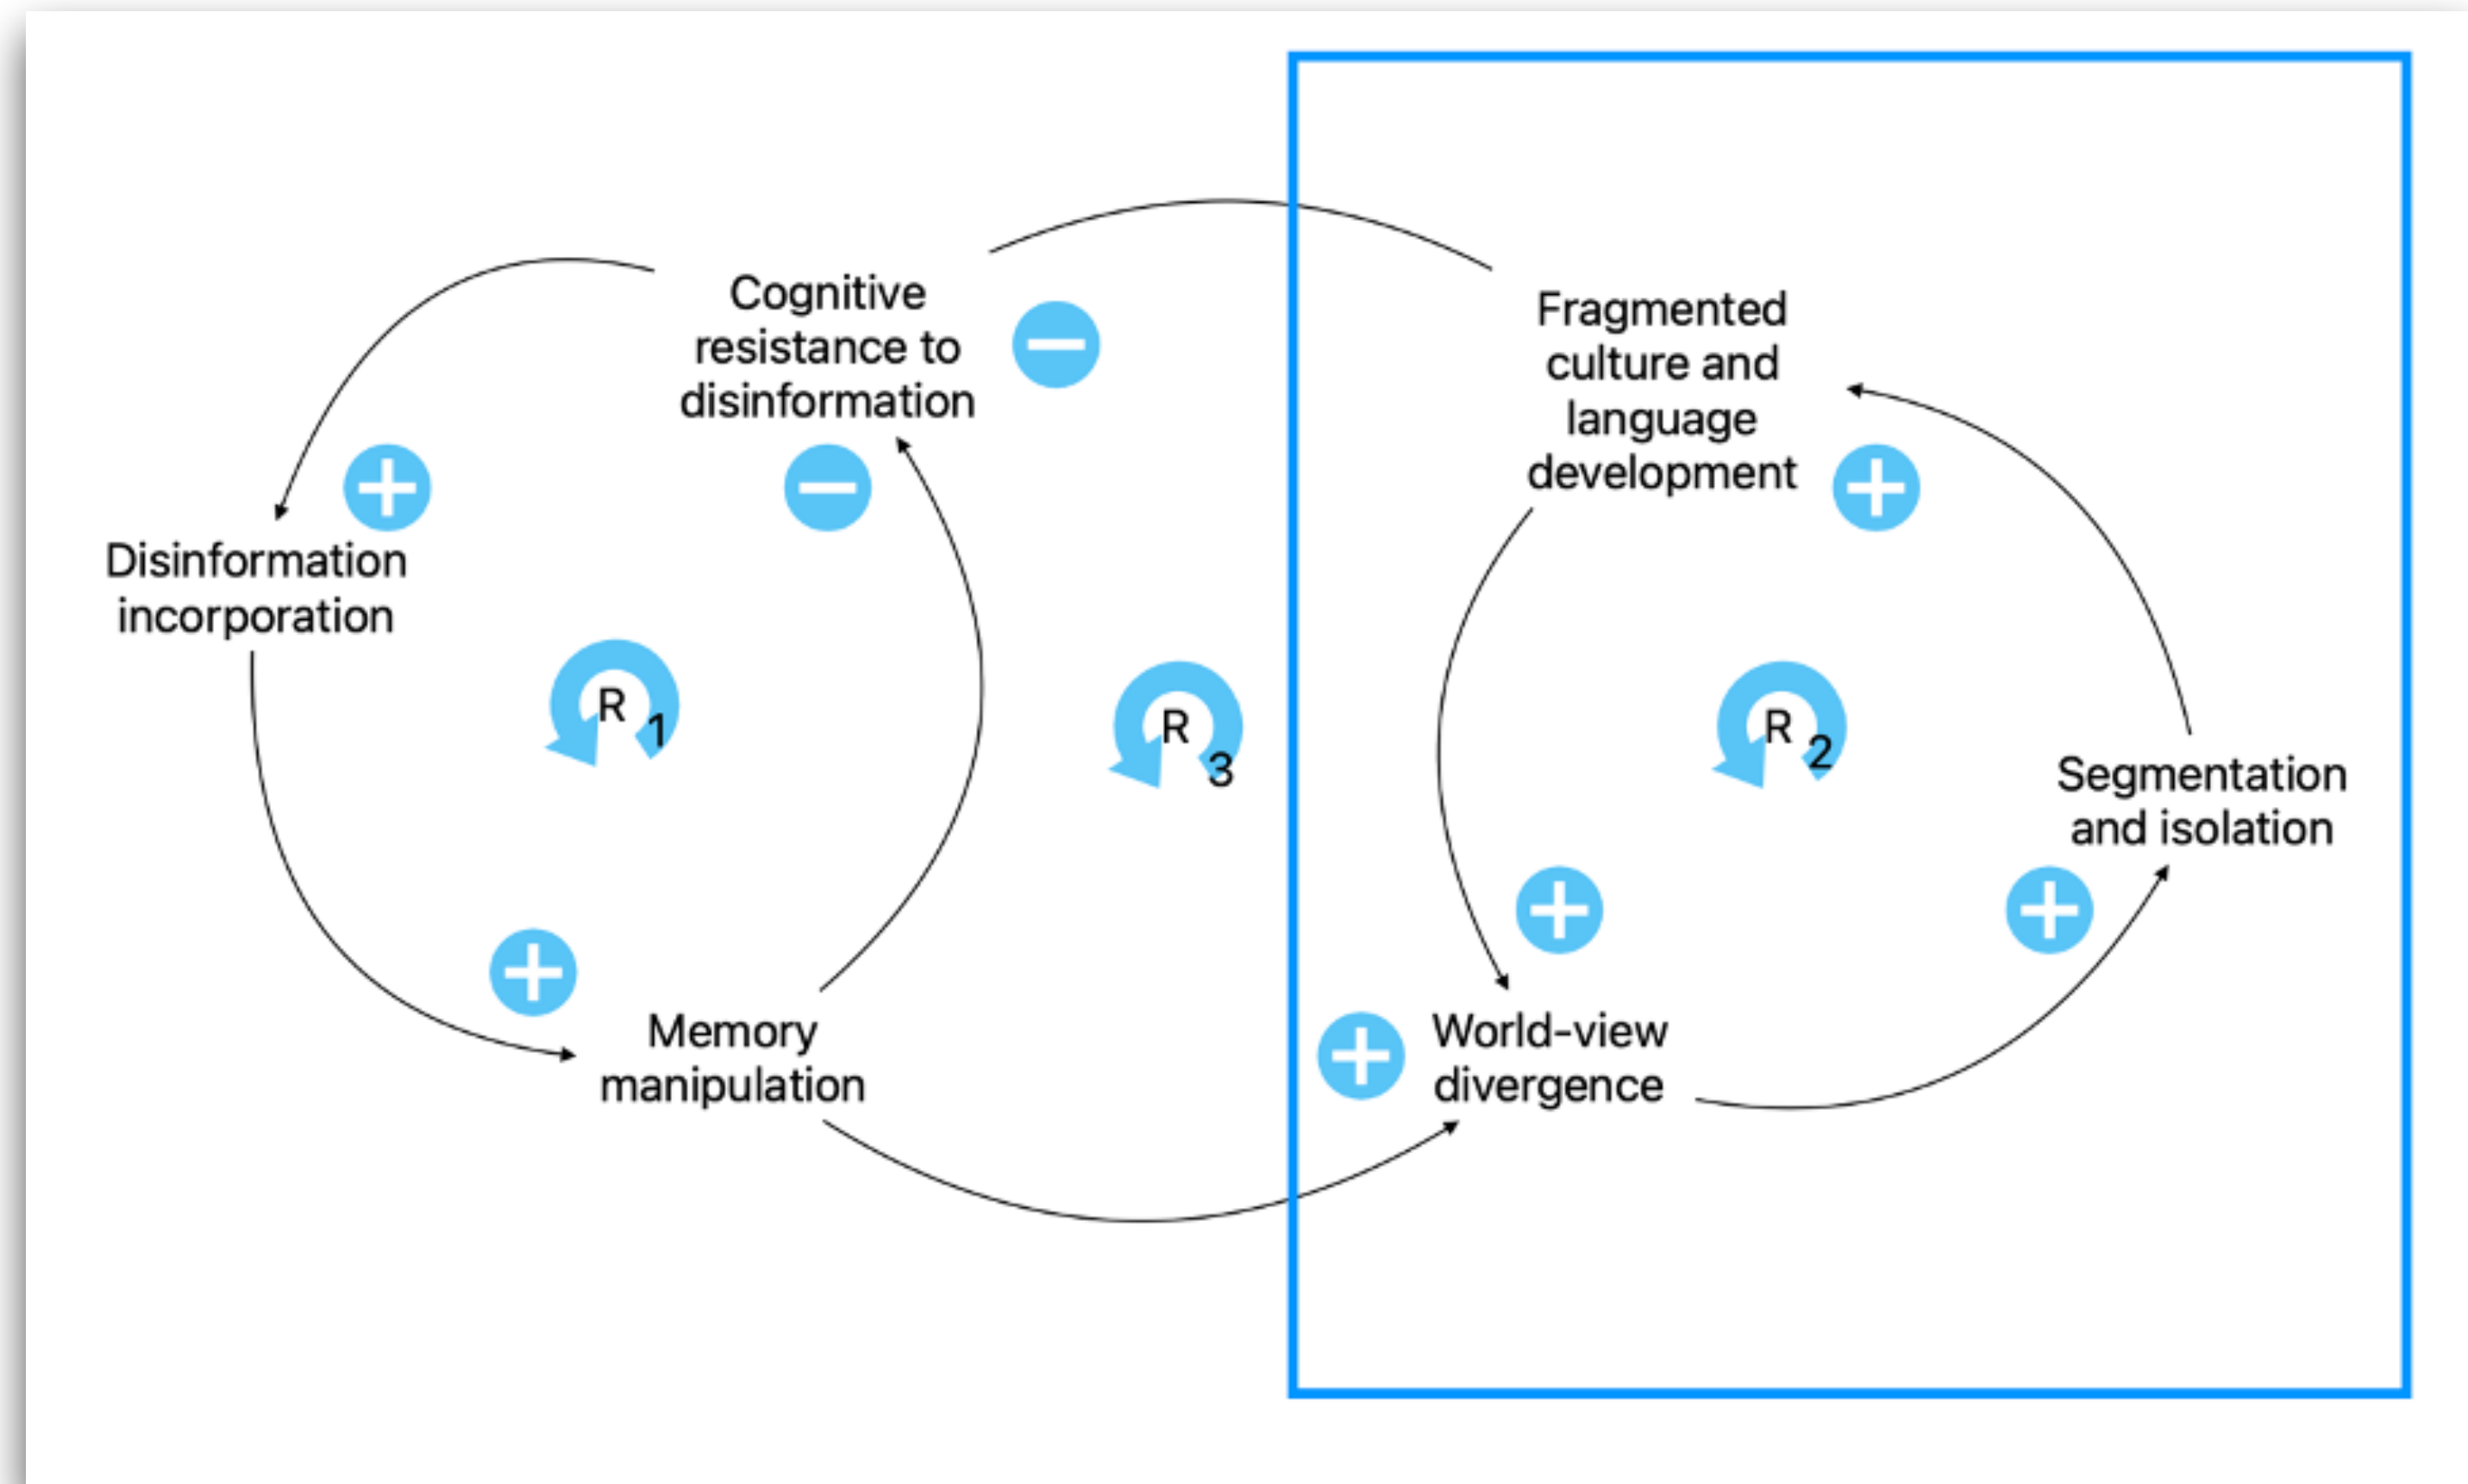 Cognitive
resistance to
disinformation
Fragmented
culture and
language
development
Disinformation
incorporation
R 1
R 3
R 2
Segmentation
and isolation
Memory
manipulation
World-view
divergence